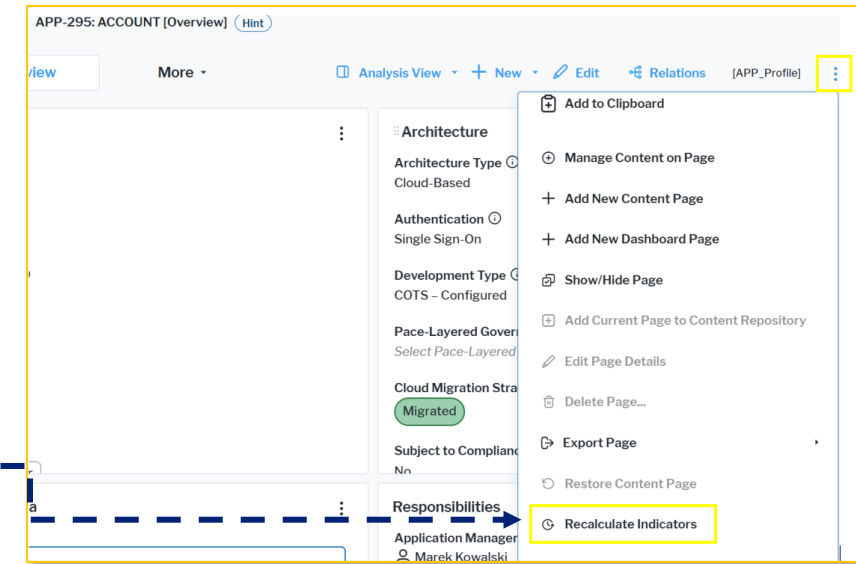 APP-295: ACCOUNT [Overview] Hint
view More Analysis View New Edit Relations [APP_Profile]
Add to Clipboard
Manage Content on Page
Add New Content Page
Add New Dashboard Page
Show/Hide Page
Add Current Page to Content Repository
Edit Page Details
Delete Page...
Export Page
Restore Content Page
Recalculate Indicators
Architecture
Architecture Type
Cloud-Based
Authentication
Single Sign-On
Development Type
COTS – Configured
Pace-Layered Gover
Select Pace-Layered
Cloud Migration Stra
Migrated
Subject to Complianc
No
Responsibilities
Application Manager
Marek Kowalski